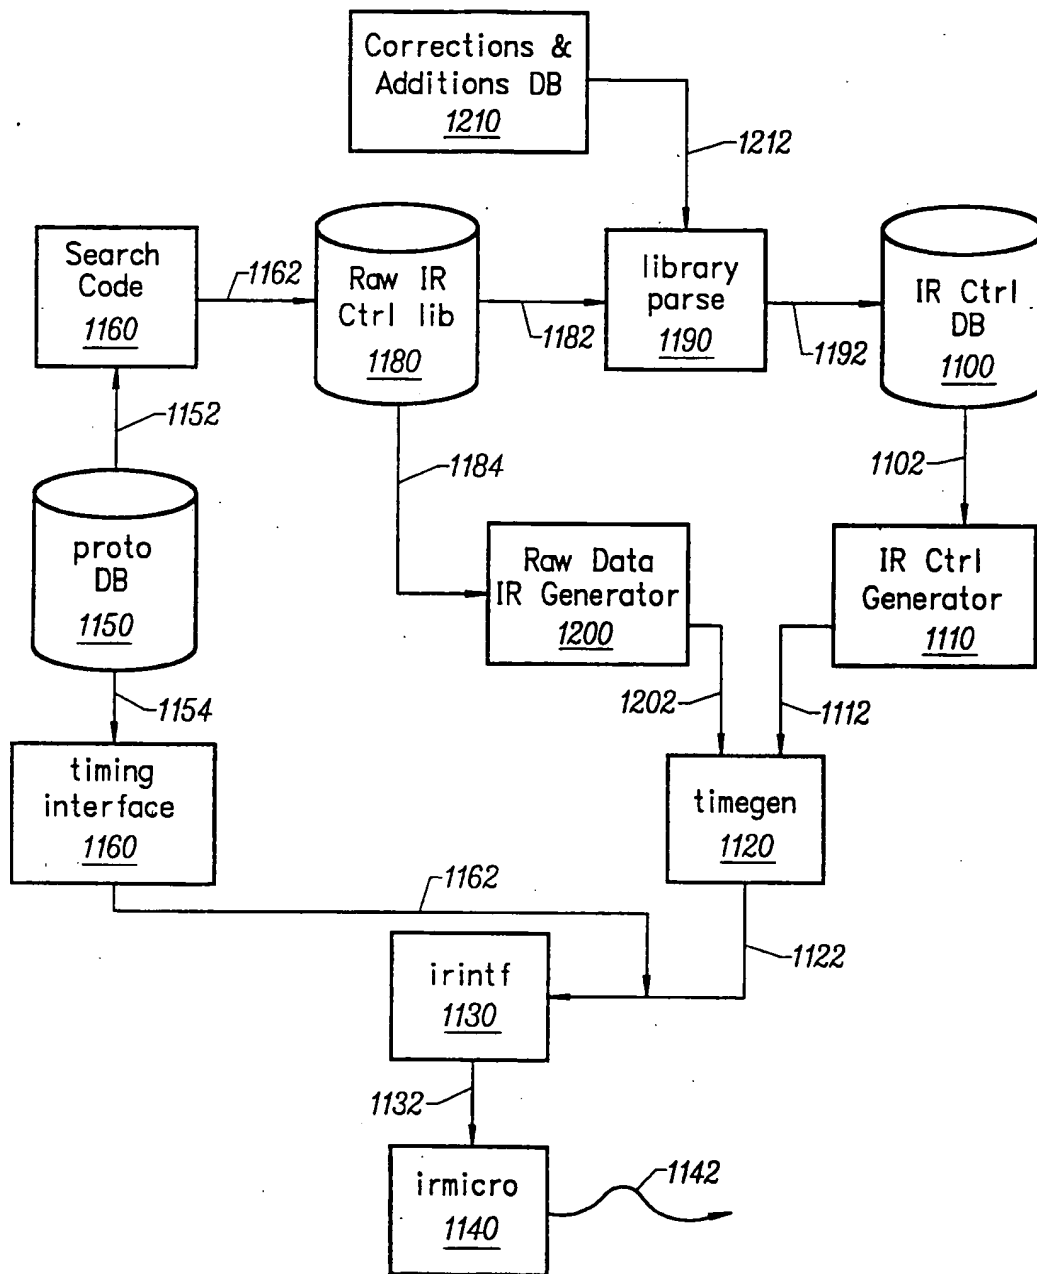 Corrections &
Additions DB
1210
1212
Search
Code
1160
1162
Raw IR
Ctrl lib
1180
1182
library
parse
1190
1192
IR Ctrl
DB
1100
1152
1184
1102
proto
DB
1150
Raw Data
IR Generator
1200
IR Ctrl
Generator
1110
1154
1202
1112
timing
interface
1160
timegen
1120
1162
1122
irintf
1130
1132
irmicro
1140
1142